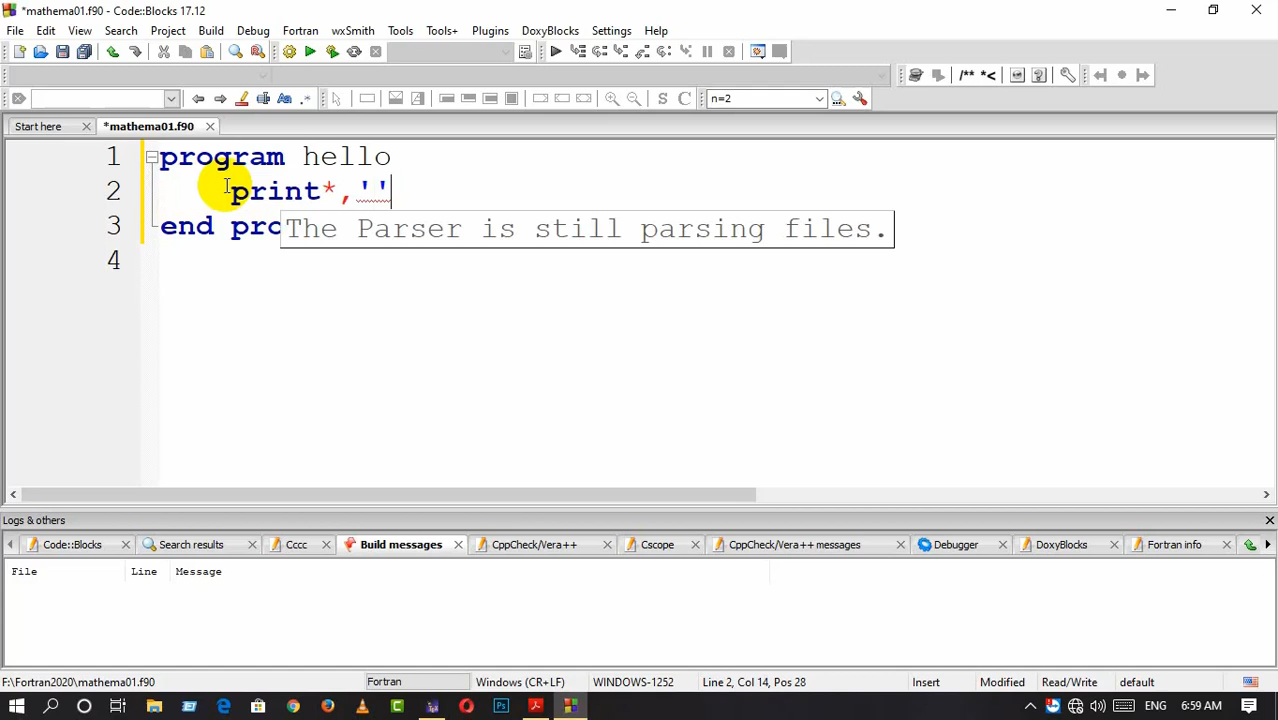 *mathema01.f90 - Code::Blocks 17.12
File Edit View Search Project Build Debug Fortran wxSmith Tools Tools+ Plugins DoxyBlocks Settings Help
/** *<
S C n=2
Start here *mathema01.f90
1 program hello
2 print*,''
3 end pro
The Parser is still parsing files.
4
Logs & others
Code::Blocks Search results Cccc Build messages CppCheck/Vera++ Cscope CppCheck/Vera++ messages Debugger DoxyBlocks Fortran info
File Line Message
F:\Fortran2020\mathema01.f90 Fortran Windows (CR+LF) WINDOWS-1252 Line 2, Col 14, Pos 28 Insert Modified Read/Write default
ENG 6:59 AM